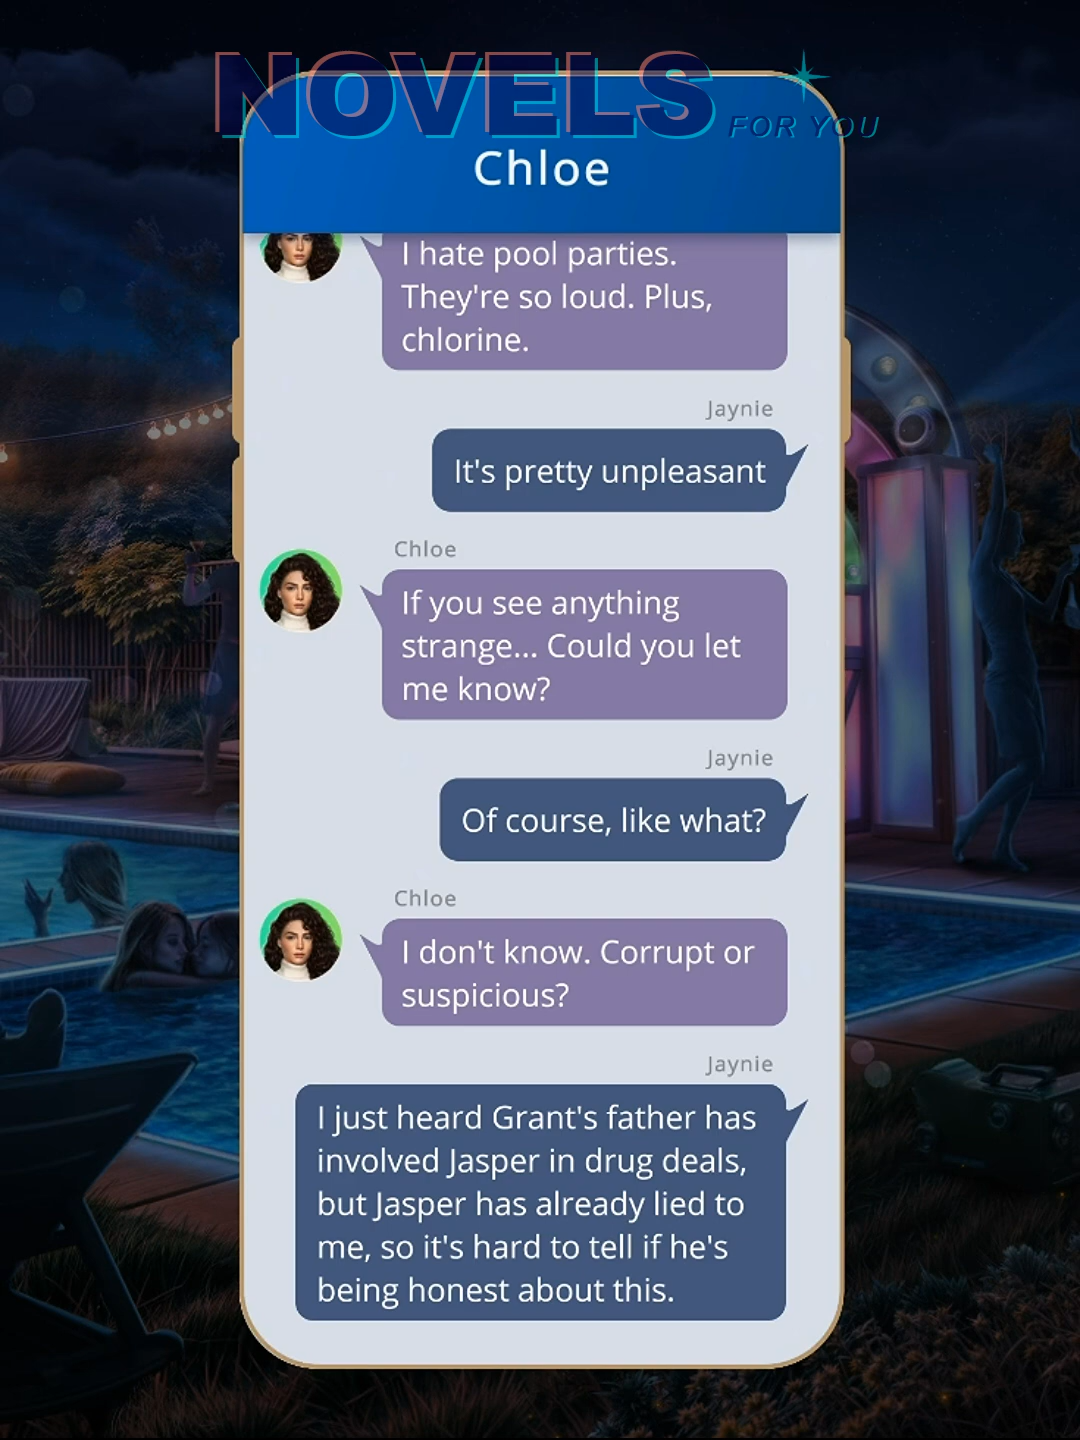 NOVELS FOR YOU
Chloe
I hate pool parties.
They're so loud. Plus,
chlorine.
Jaynie
It's pretty unpleasant
Chloe
If you see anything
strange... Could you let
me know?
Jaynie
Of course, like what?
Chloe
I don't know. Corrupt or
suspicious?
Jaynie
I just heard Grant's father has
involved Jasper in drug deals,
but Jasper has already lied to
me, so it's hard to tell if he's
being honest about this.